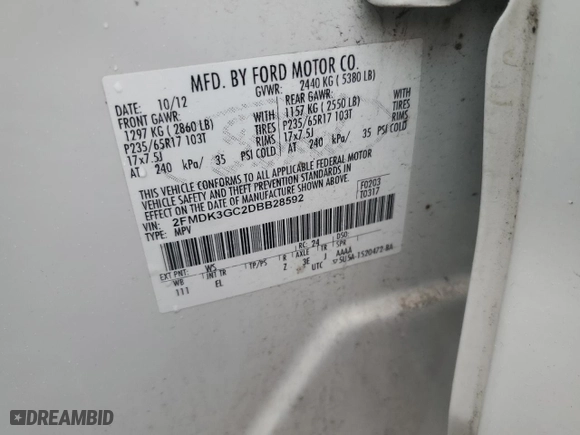 MFD. BY FORD MOTOR CO.
DATE: 10/12 GVWR: 2440 KG ( 5380 LB)
FRONT GAWR: REAR GAWR:
1297 KG ( 2860 LB) 1157 KG ( 2550 LB)
P235/65R17 103T TIRES P235/65R17 103T TIRES
17x7.5J RIMS 17x7.5J RIMS
AT 240 kPa/ 35 PSI COLD AT 240 kPa/ 35 PSI COLD
THIS VEHICLE CONFORMS TO ALL APPLICABLE FEDERAL MOTOR
VEHICLE SAFETY AND THEFT PREVENTION STANDARDS IN EFFECT
ON THE DATE OF MANUFACTURE SHOWN ABOVE.
VIN: 2FMDK3GC2DBB28592 F0203
TYPE: MPV T0317
RC: 24 DSO:
EXT PNT: WS
WB INT TR TP/PS R AXLE TR SPR
111 EL 2 3E J AAAA
UTC
DREAMBID